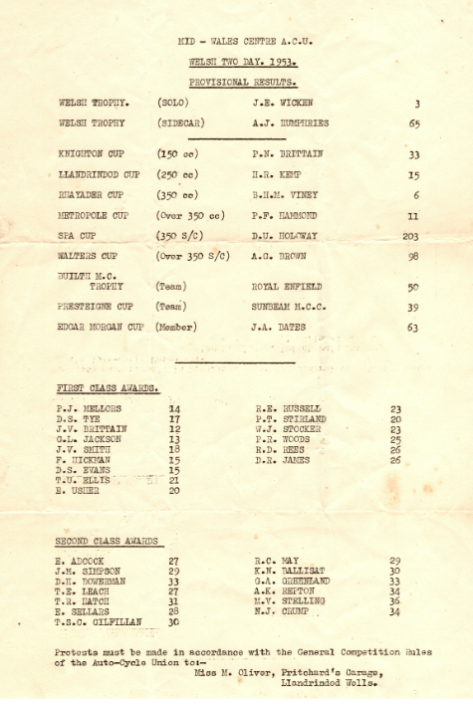 MID - WALES CENTRE A.C.U.
WELSH TWO DAY. 1953.
PROVISIONAL RESULTS.
WELSH TROPHY. (SOLO) J.E. WICKEN 3
WELSH TROPHY (SIDECAR) A.J. HUMPHRIES 65
KNIGHTON CUP (150 cc) P.N. BRITTAIN 33
LLANDRINDOD CUP (250 cc) H.R. KEMP 15
RHAYADER CUP (350 cc) B.H.M. VINEY 6
METROPOLE CUP (Over 350 cc) P.F. HAMMOND 11
SPA CUP (350 S/C) D.U. HOLOWAY 203
WALTERS CUP (Over 350 S/C) A.G. BROWN 98
BUILTH M.C.
TROPHY (Team) ROYAL ENFIELD 50
PRESTEIGNE CUP (Team) SUNBEAM M.C.C. 39
EDGAR MORGAN CUP (Member) J.A. BATES 63
FIRST CLASS AWARDS.
P.J. MELLORS 14 R.E. RUSSELL 23
D.S. TYE 17 P.T. STIRLAND 20
J.V. BRITTAIN 12 W.J. STOCKER 23
G.L. JACKSON 13 P.R. WOODS 25
J.V. SMITH 18 R.D. REES 26
F. HICKMAN 15 D.R. JAMES 26
D.S. EVANS 15
T.U. ELLIS 21
B. USHER 20
SECOND CLASS AWARDS
E. ADCOCK 27 R.C. MAY 29
J.M. SIMPSON 29 K.N. BALLISAT 30
D.H. BOWERMAN 33 G.A. GREENLAND 33
T.E. LEACH 27 A.K. REPTON 34
T.R. HATCH 31 M.V. STELLING 36
E. SELLARS 28 N.J. CRUMP 34
T.S.C. GILFILLAN 30
Protests must be made in accordance with the General Competition Rules
of the Auto-Cycle Union to:-
Miss M. Oliver, Pritchard's Garage,
Llandrindod Wells.